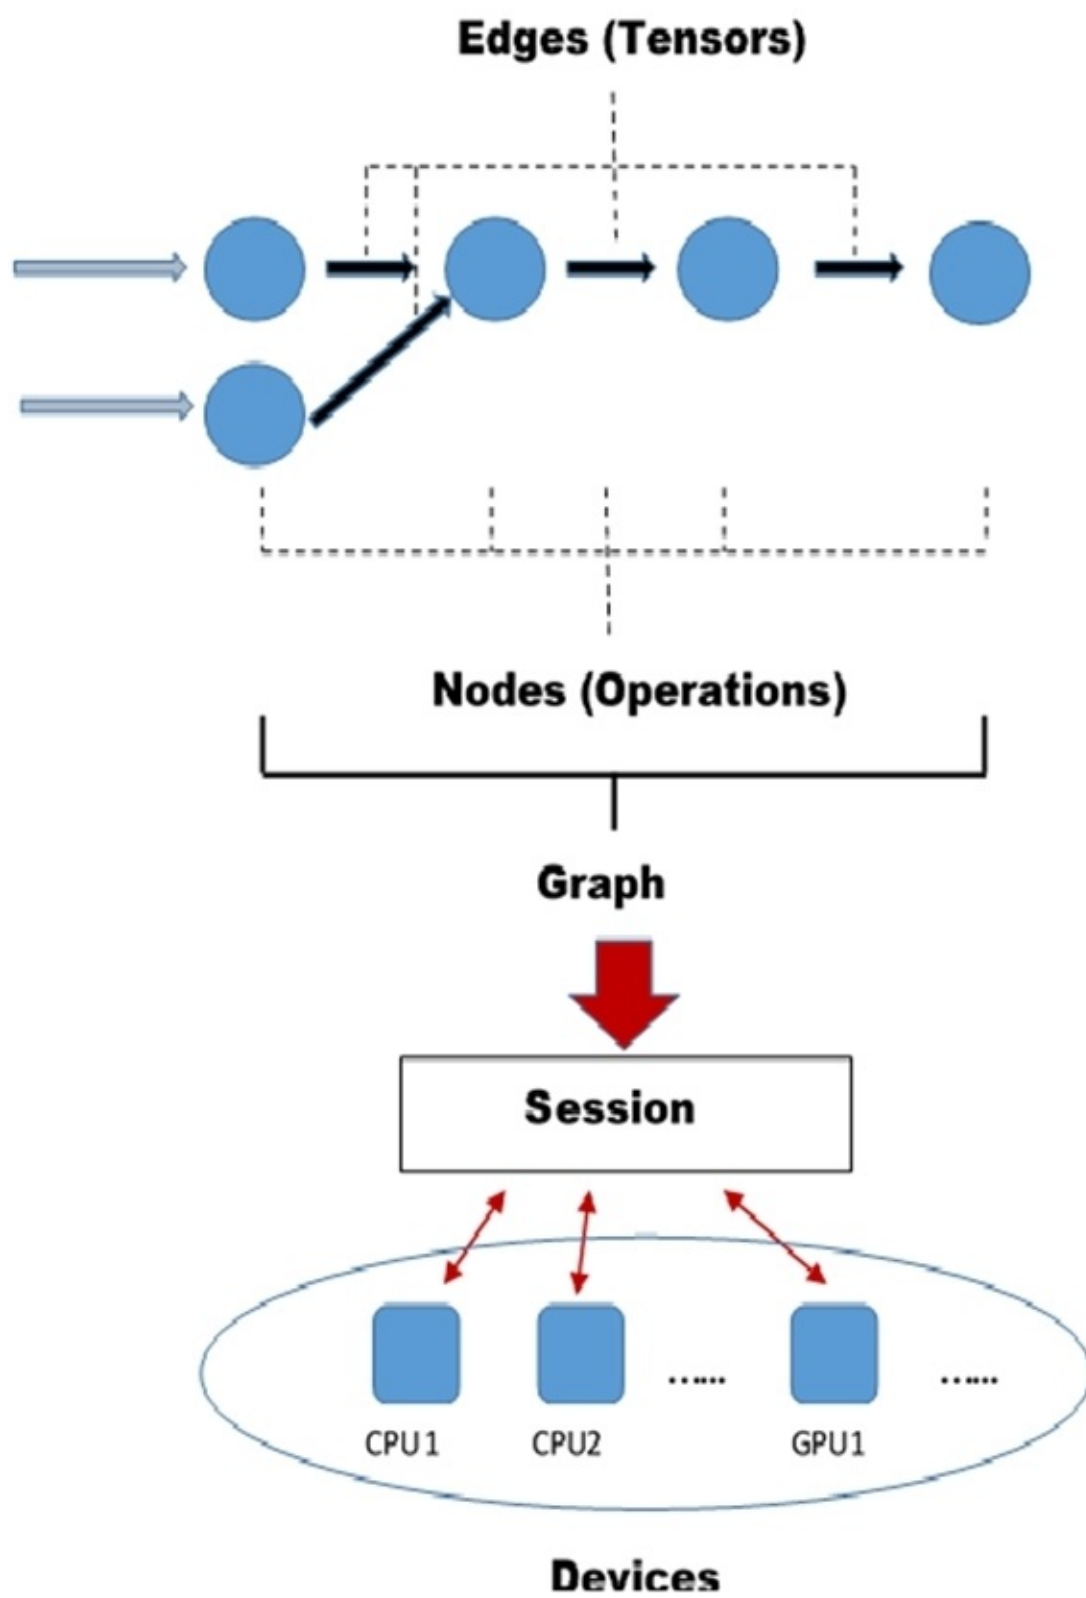 Edges (Tensors)
Nodes (Operations)
Graph
Session
...... ......
CPU1 CPU2 GPU1
Devices